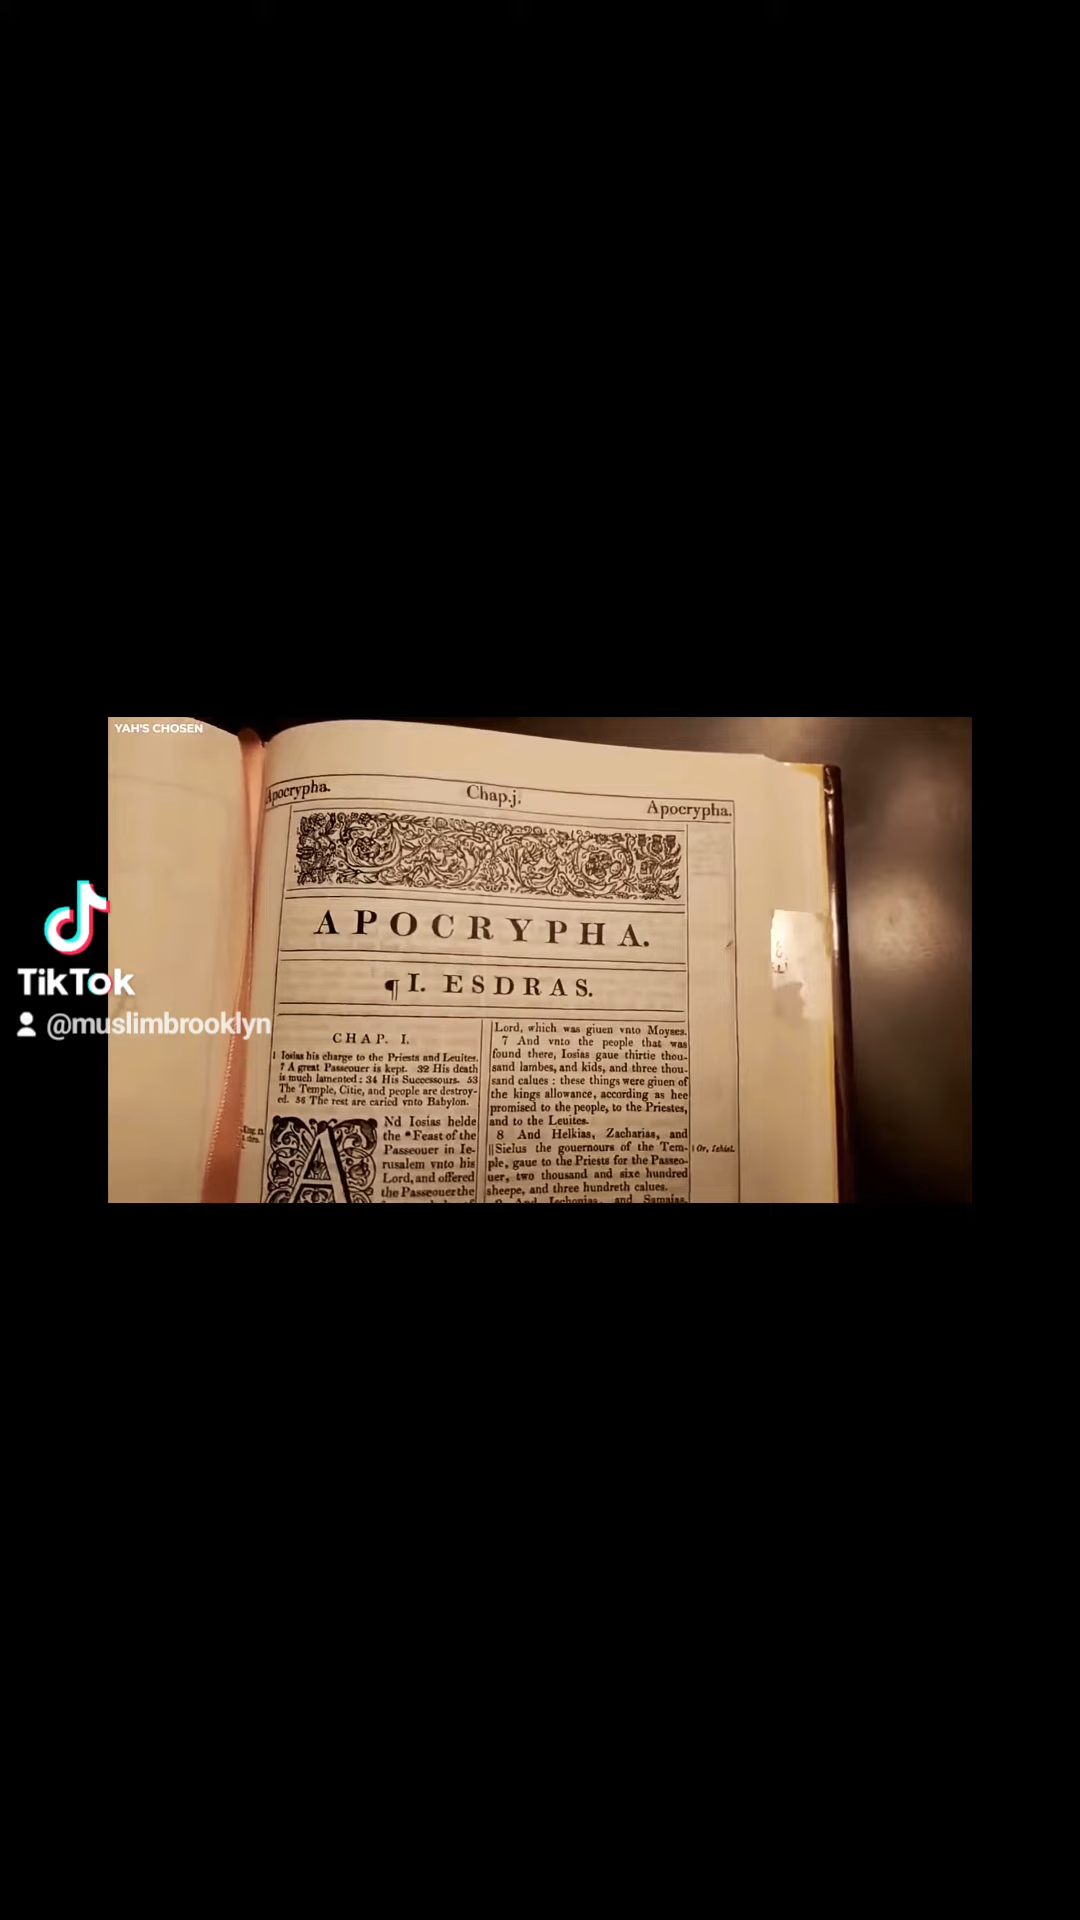 YAH'S CHOSEN
Apocrypha.
Chap.j.
Apocrypha.
APOCRYPHA.
¶ I. ESDRAS.
CHAP. I.
1 Iosias his charge to the Priests and Leuites.
7 A great Passeouer is kept. 32 His death
is much lamented: 34 His Successours. 53
The Temple, Citie, and people are destroy-
ed. 56 The rest are caried vnto Babylon.
ANd Iosias helde
the *Feast of the
Passeouer in Ie-
rusalem vnto his
Lord, and offered
the Passeouer the
Lord, which was giuen vnto Moyses.
7 And vnto the people that was
found there, Iosias gaue thirtie thou-
sand lambes, and kids, and three thou-
sand calues : these things were giuen of
the kings allowance, according as hee
promised to the people, to the Priestes,
and to the Leuites.
8 And Helkias, Zacharias, and
||Sielus the gouernours of the Tem-
ple, gaue to the Priests for the Passeo-
uer, two thousand and sixe hundred
sheepe, and three hundreth calues.
9 And Iechonias, and Samaias,
Or,
TikTok
@muslimbrooklyn